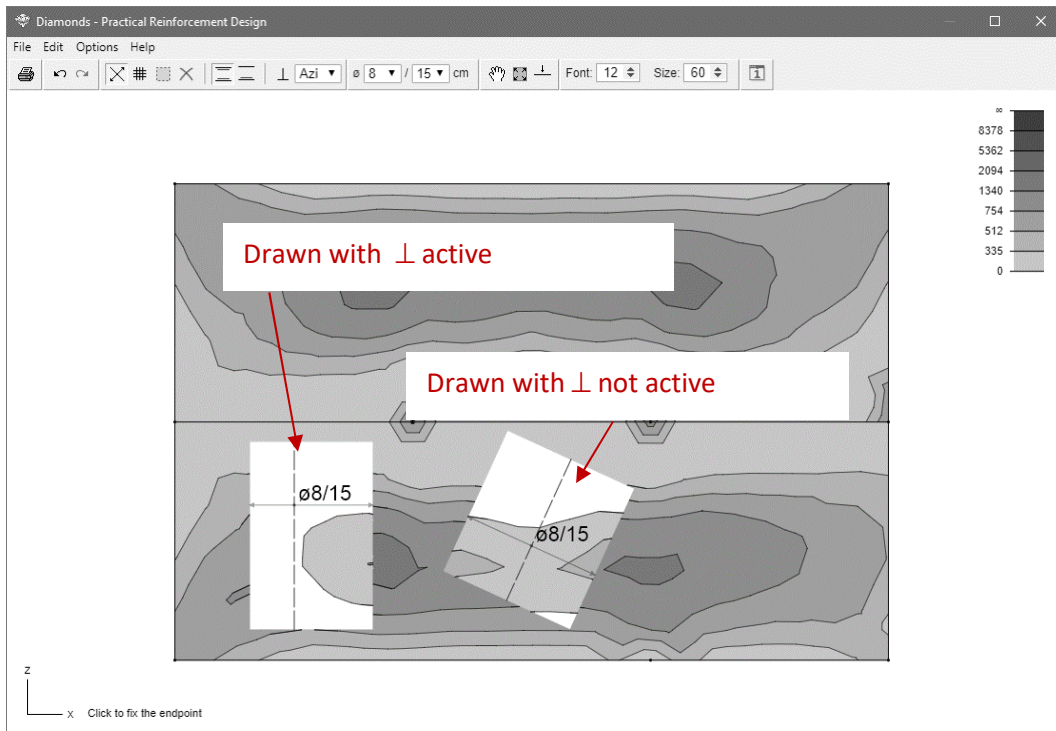 Diamonds - Practical Reinforcement Design
File Edit Options Help
⊥ Azi ø 8 / 15 cm Font: 12 Size: 60 1
∞
8378
5362
2094
1340
754
512
335
0
Drawn with ⊥ active
Drawn with ⊥ not active
ø8/15
ø8/15
z
x Click to fix the endpoint